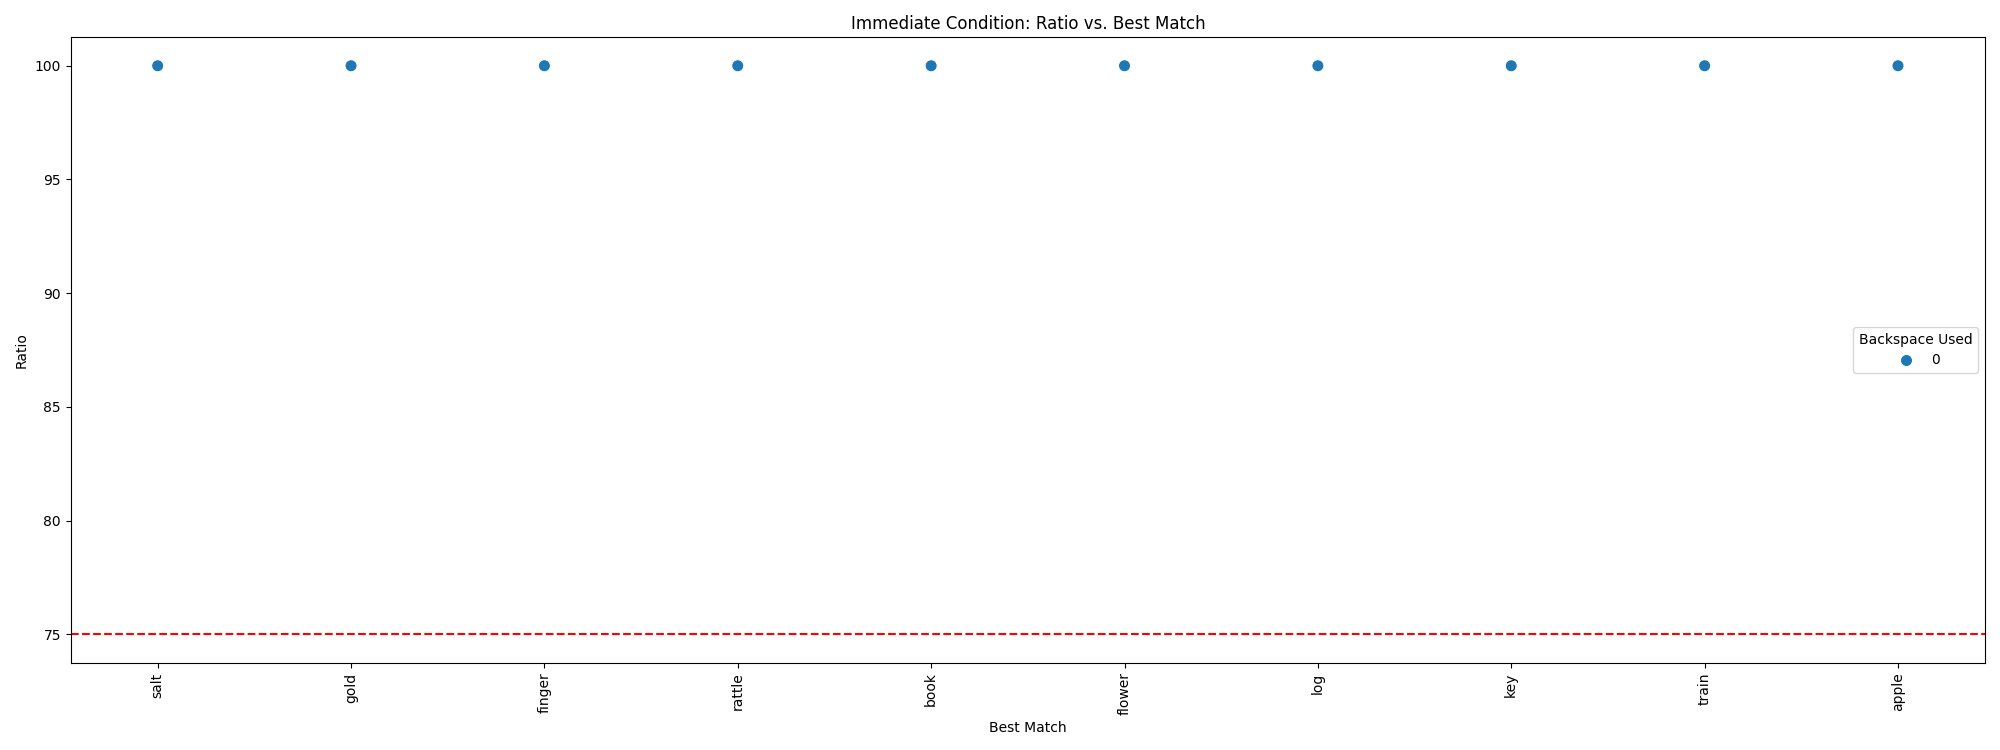 Immediate Condition: Ratio vs. Best Match
100
95
90
85
80
75
Ratio
Backspace Used
0
salt
gold
finger
rattle
book
flower
log
key
train
apple
Best Match